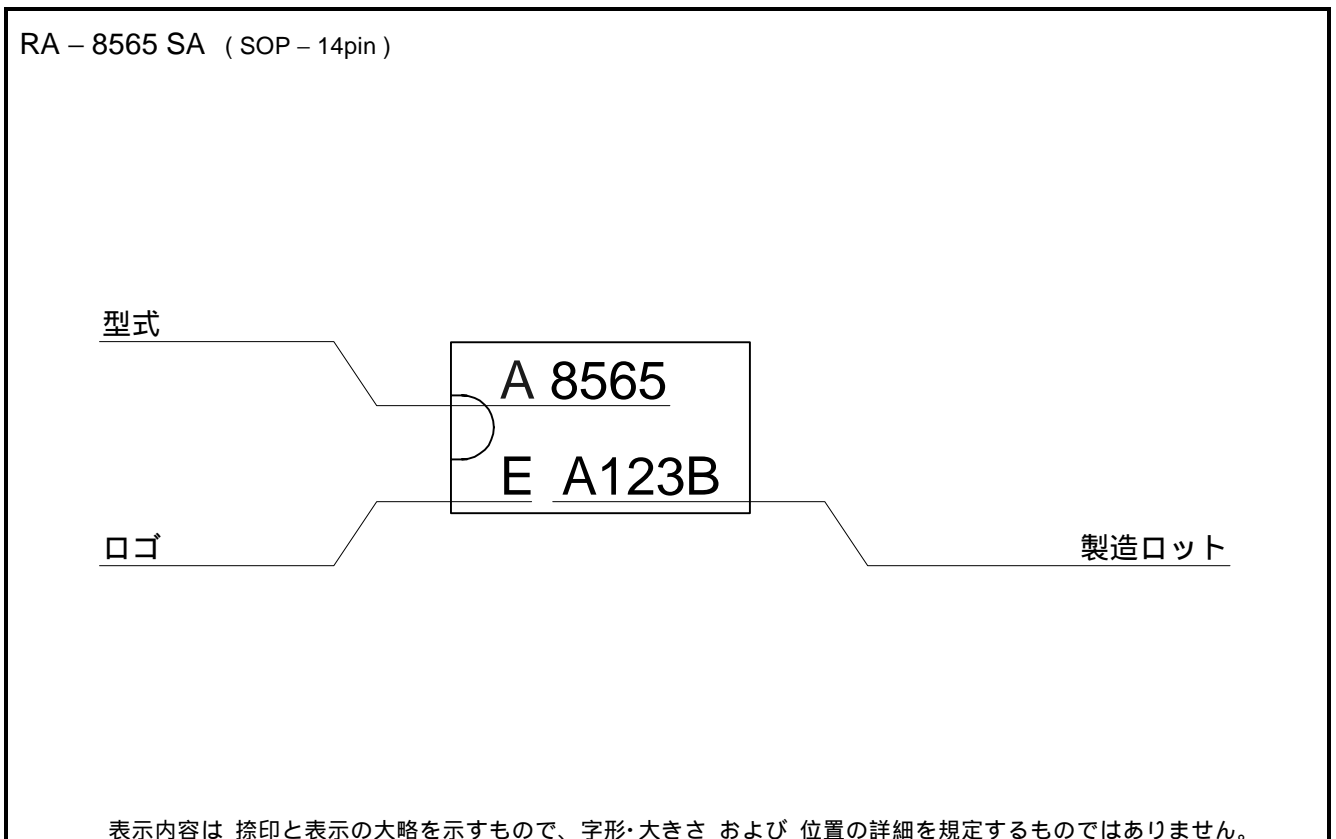 RA – 8565 SA ( SOP – 14pin )
型式
A 8565
E A123B
ロゴ
製造ロット
表示内容は 捺印と表示の大略を示すもので、字形･大きさ および 位置の詳細を規定するものではありません。